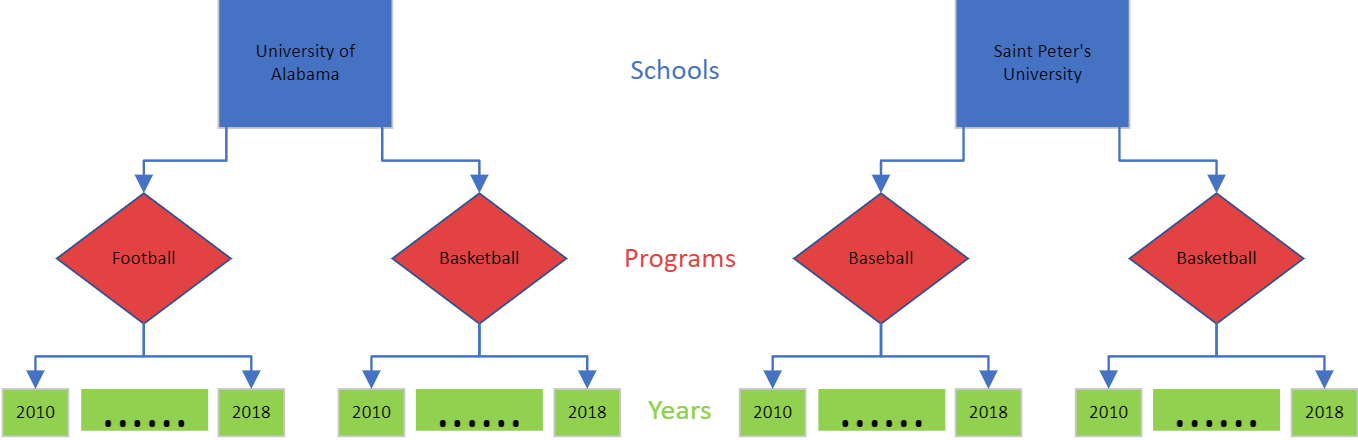 University of
Alabama
Schools
Saint Peter's
University
Football
Basketball
Programs
Baseball
Basketball
2010
......
2018
2010
......
2018
Years
2010
......
2018
2010
......
2018